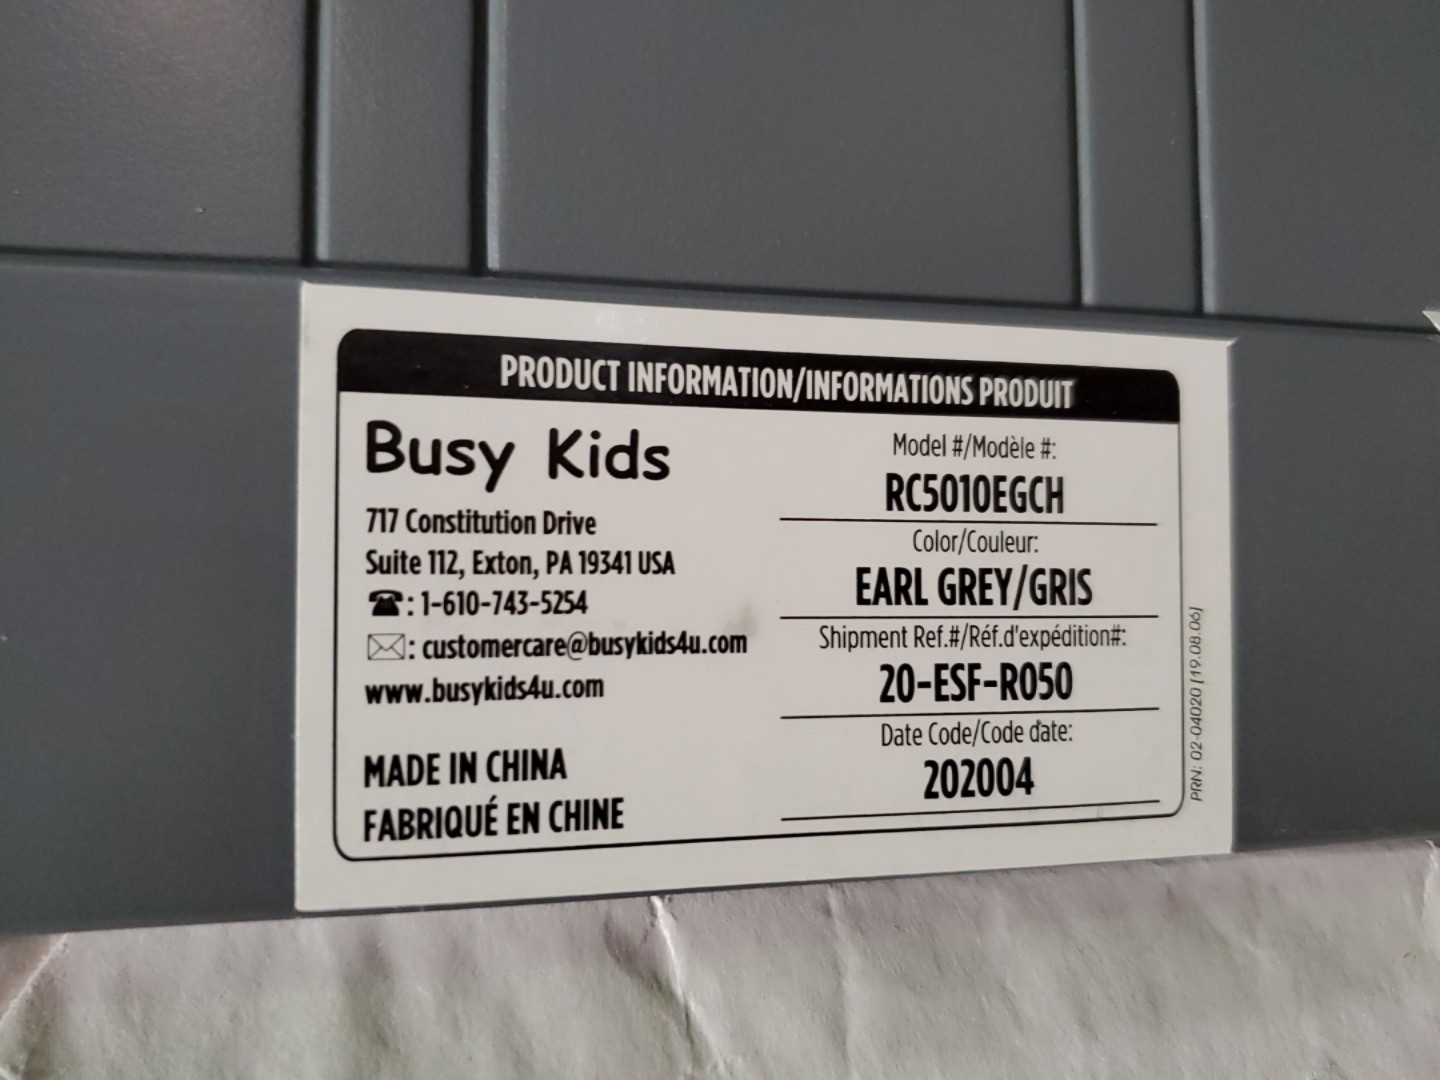 PRODUCT INFORMATION/INFORMATIONS PRODUIT
Busy Kids
717 Constitution Drive
Suite 112, Exton, PA 19341 USA
☎: 1-610-743-5254
✉: customercare@busykids4u.com
www.busykids4u.com
MADE IN CHINA
FABRIQUÉ EN CHINE
Model #/Modèle #:
RC5010EGCH
Color/Couleur:
EARL GREY/GRIS
Shipment Ref.#/Réf.d'expédition#:
20-ESF-R050
Date Code/Code date:
202004
PRN: 02-04020 [19.08.06]